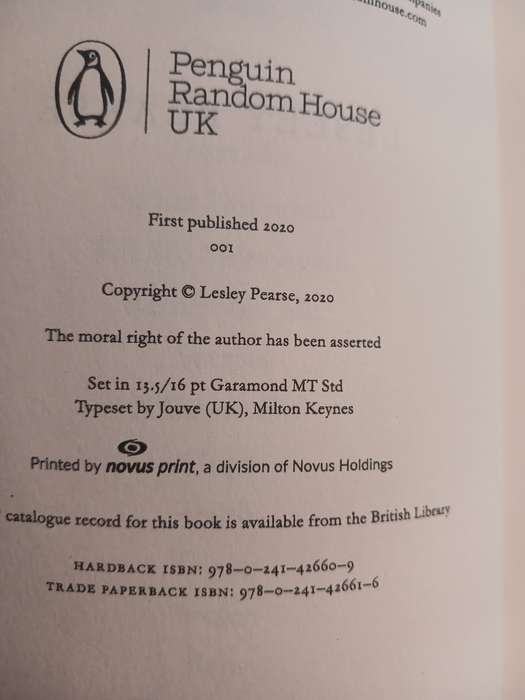 Penguin
Random House
UK
First published 2020
001
Copyright © Lesley Pearse, 2020
The moral right of the author has been asserted
Set in 13.5/16 pt Garamond MT Std
Typeset by Jouve (UK), Milton Keynes
Printed by novus print, a division of Novus Holdings
catalogue record for this book is available from the British Library
HARDBACK ISBN: 978–0–241–42660–9
TRADE PAPERBACK ISBN: 978–0–241–42661–6